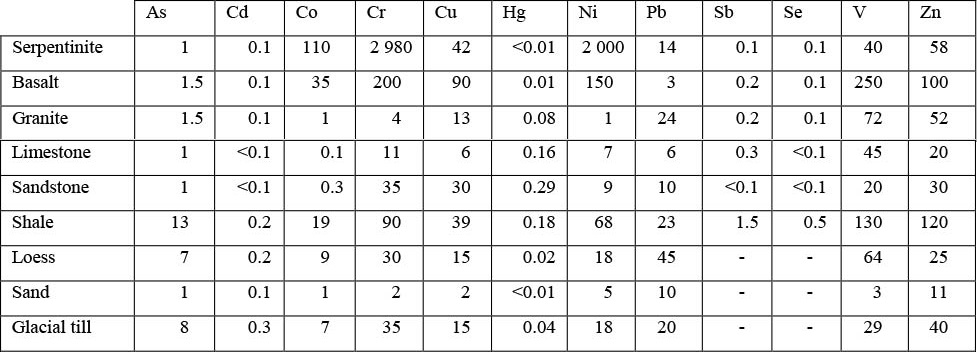 As Cd Co Cr Cu Hg Ni Pb Sb Se V Zn
Serpentinite 1 0.1 110 2 980 42 <0.01 2 000 14 0.1 0.1 40 58
Basalt 1.5 0.1 35 200 90 0.01 150 3 0.2 0.1 250 100
Granite 1.5 0.1 1 4 13 0.08 1 24 0.2 0.1 72 52
Limestone 1 <0.1 0.1 11 6 0.16 7 6 0.3 <0.1 45 20
Sandstone 1 <0.1 0.3 35 30 0.29 9 10 <0.1 <0.1 20 30
Shale 13 0.2 19 90 39 0.18 68 23 1.5 0.5 130 120
Loess 7 0.2 9 30 15 0.02 18 45 - - 64 25
Sand 1 0.1 1 2 2 <0.01 5 10 - - 3 11
Glacial till 8 0.3 7 35 15 0.04 18 20 - - 29 40